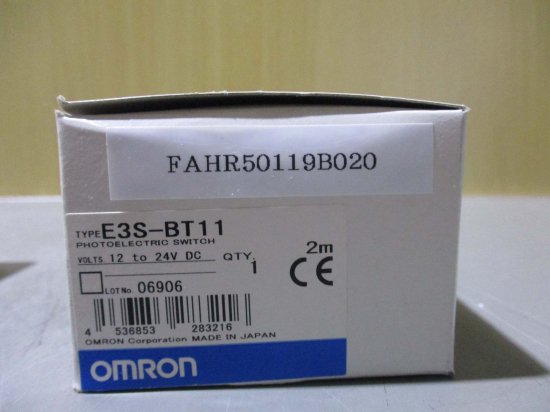 FAHR50119B020
TYPE E3S-BT11
PHOTOELECTRIC SWITCH
2m
VOLTS 12 to 24V DC QTY. 1
CE
LOT No. 06906
4 536853 283216
OMRON Corporation MADE IN JAPAN
OMRON